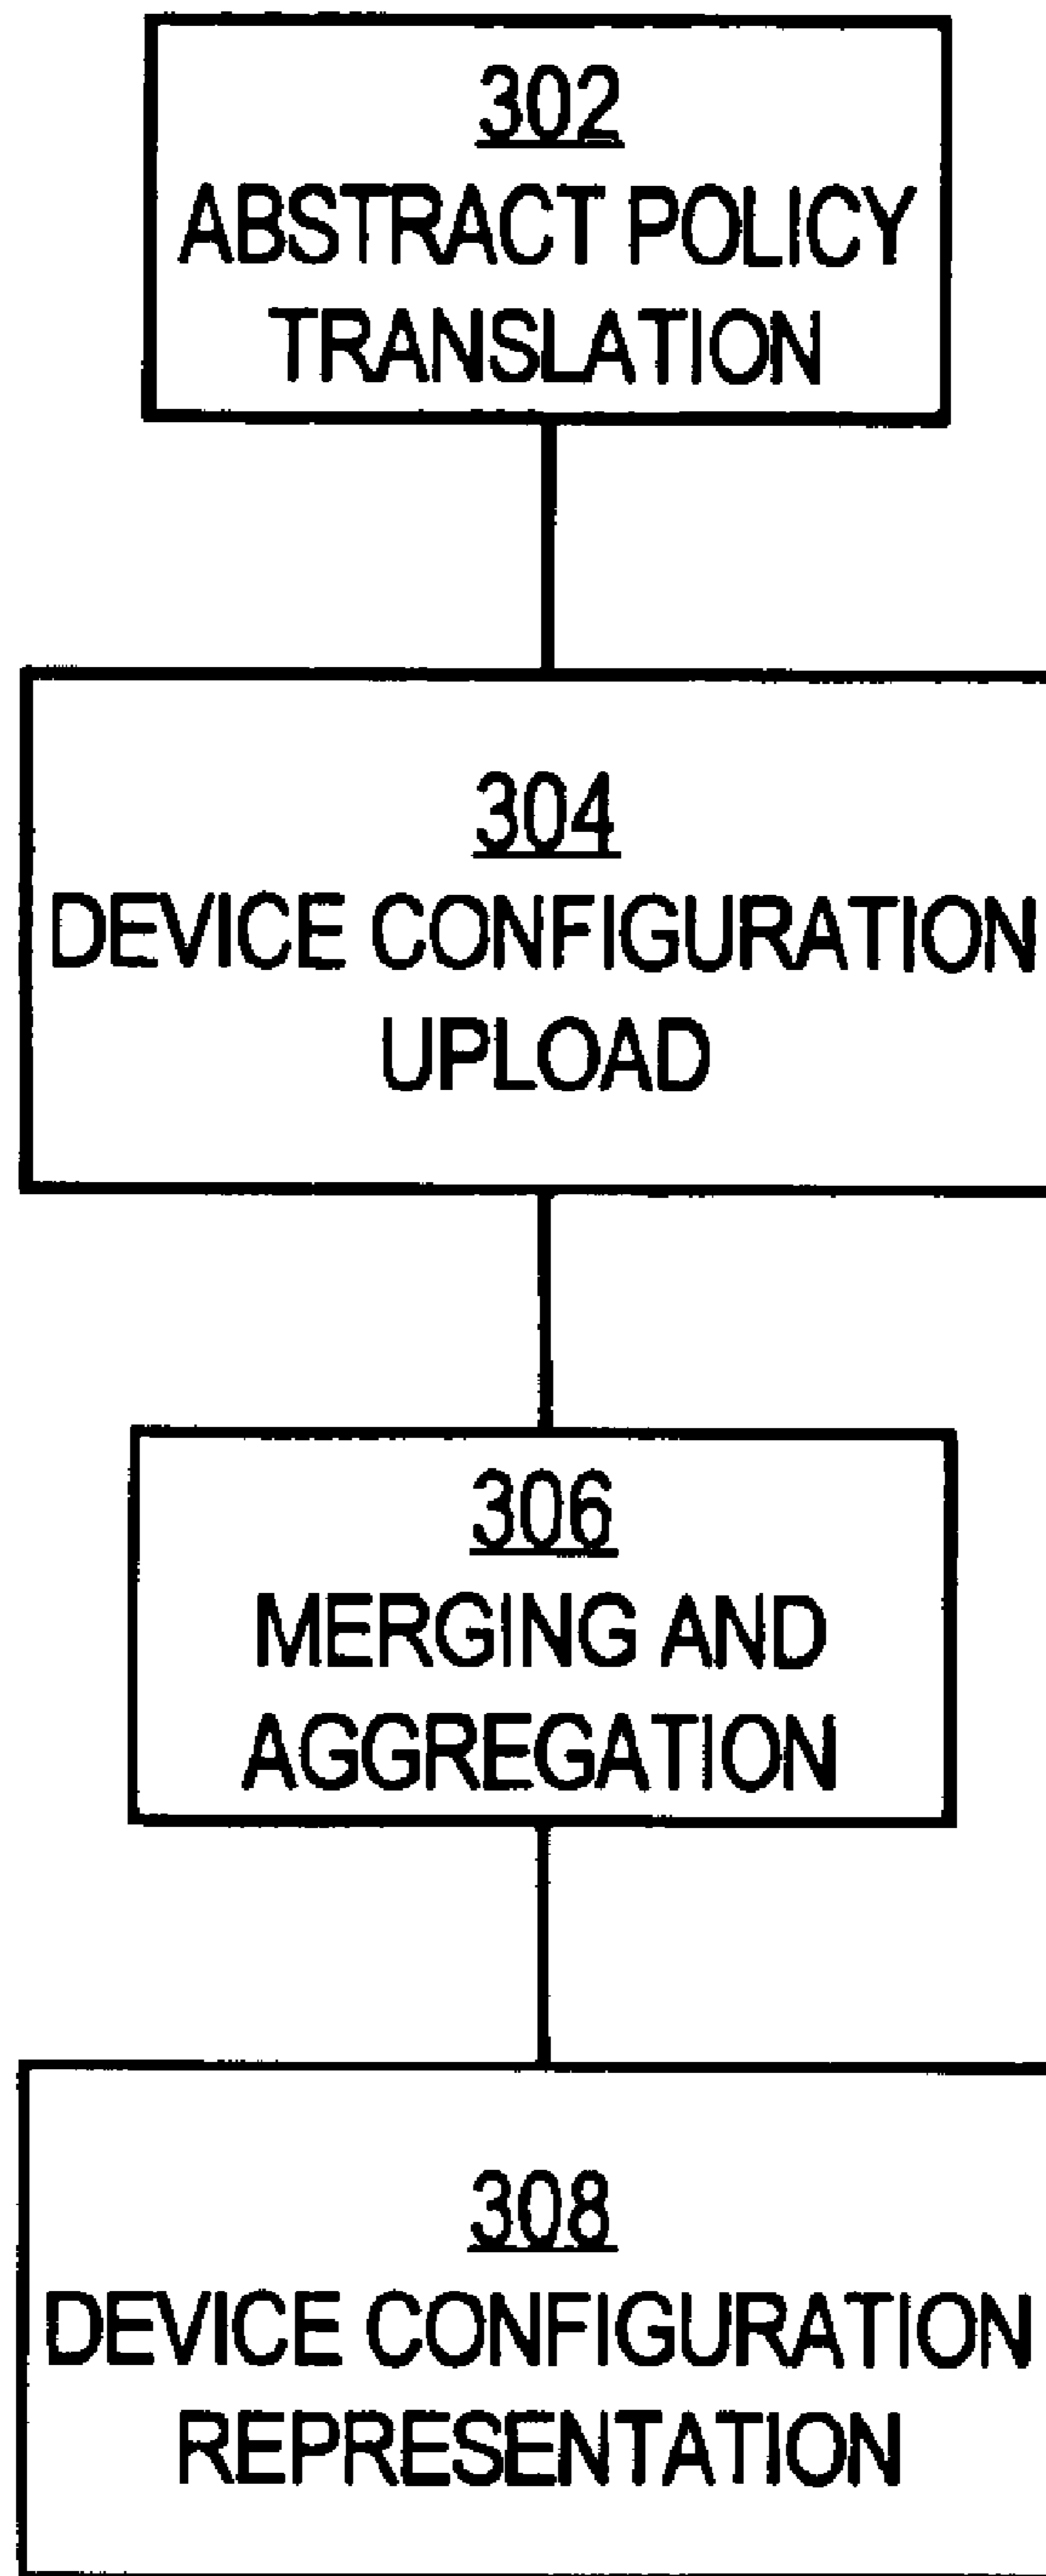 302
ABSTRACT POLICY
TRANSLATION
304
DEVICE CONFIGURATION
UPLOAD
306
MERGING AND
AGGREGATION
308
DEVICE CONFIGURATION
REPRESENTATION